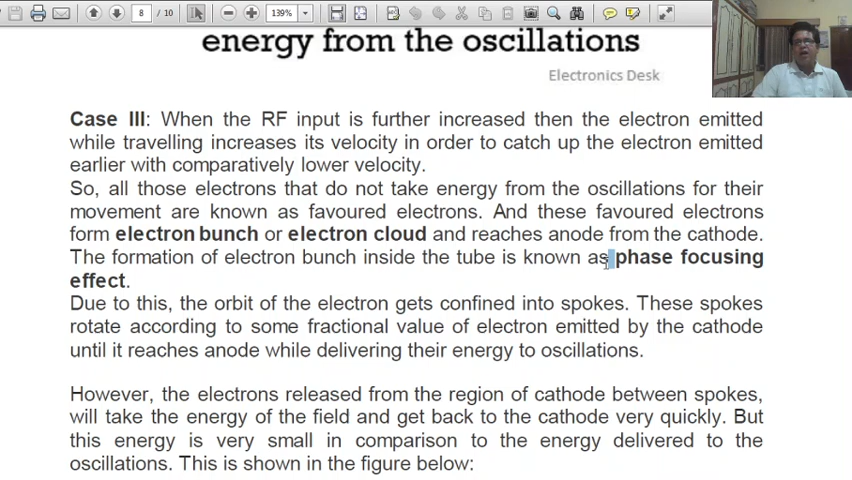 8 / 10
139%
energy from the oscillations
Electronics Desk
Case III: When the RF input is further increased then the electron emitted
while travelling increases its velocity in order to catch up the electron emitted
earlier with comparatively lower velocity.
So, all those electrons that do not take energy from the oscillations for their
movement are known as favoured electrons. And these favoured electrons
form electron bunch or electron cloud and reaches anode from the cathode.
The formation of electron bunch inside the tube is known as phase focusing
effect.
Due to this, the orbit of the electron gets confined into spokes. These spokes
rotate according to some fractional value of electron emitted by the cathode
until it reaches anode while delivering their energy to oscillations.
However, the electrons released from the region of cathode between spokes,
will take the energy of the field and get back to the cathode very quickly. But
this energy is very small in comparison to the energy delivered to the
oscillations. This is shown in the figure below: